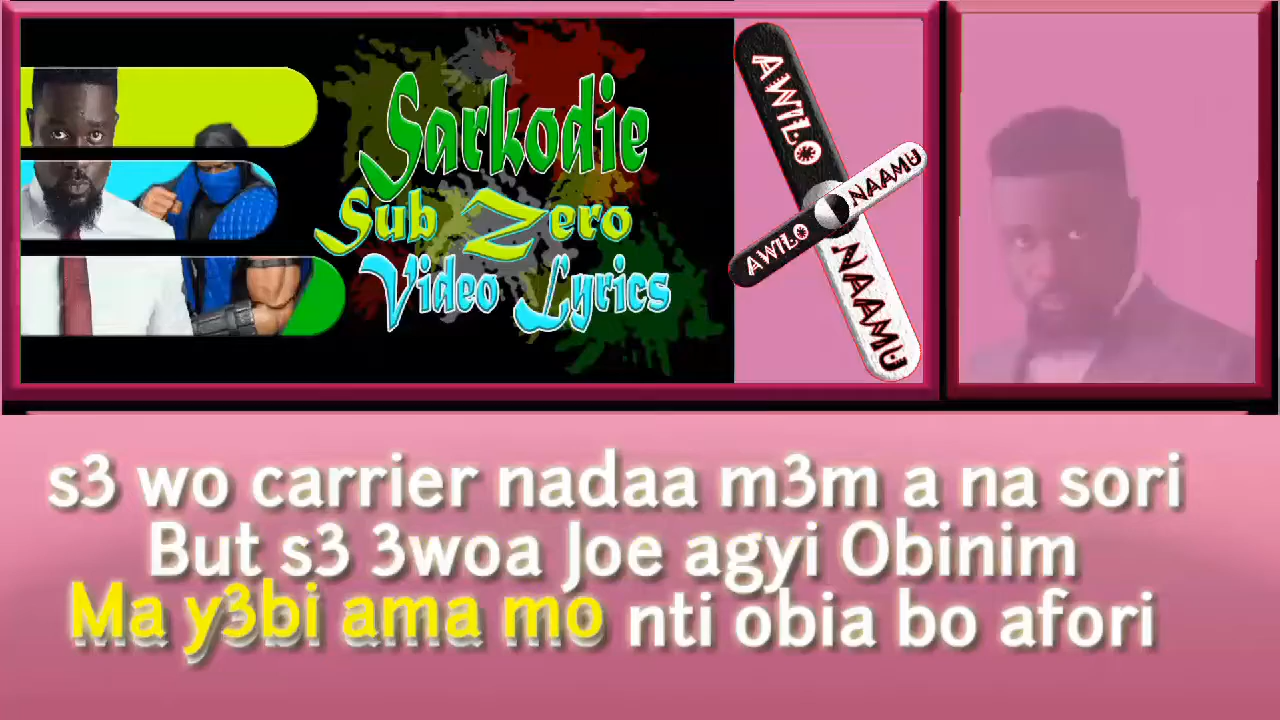 Sarkodie
Sub Zero
Video Lyrics
AWILO
NAAMU
AWILO
NAAMU
s3 wo carrier nadaa m3m a na sori
But s3 3woa Joe agyi Obinim
Ma y3bi ama mo nti obia bo afori